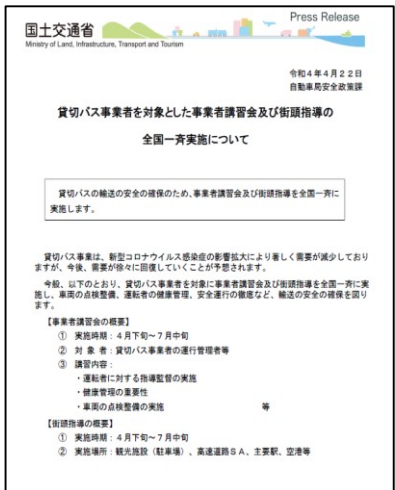 国土交通省
Press Release
Ministry of Land, Infrastructure, Transport and Tourism
令和4年4月22日
自動車局安全政策課
貸切バス事業者を対象とした事業者講習会及び街頭指導の
全国一斉実施について
貸切バスの輸送の安全の確保のため、事業者講習会及び街頭指導を全国一斉に
実施します。
貸切バス事業は、新型コロナウイルス感染症の影響拡大により著しく需要が減少しており
ますが、今後、需要が徐々に回復していくことが予想されます。
今般、以下のとおり、貸切バス事業者を対象に事業者講習会及び街頭指導を全国一斉に実
施し、車両の点検整備、運転者の健康管理、安全運行の徹底など、輸送の安全の確保を図り
ます。
【事業者講習会の概要】
① 実施時期：4月下旬～7月中旬
② 対 象 者：貸切バス事業者の運行管理者等
③ 講習内容：
・運転者に対する指導監督の実施
・健康管理の重要性
・車両の点検整備の実施 等
【街頭指導の概要】
① 実施時期：4月下旬～7月中旬
② 実施場所：観光施設（駐車場）、高速道路SA、主要駅、空港等